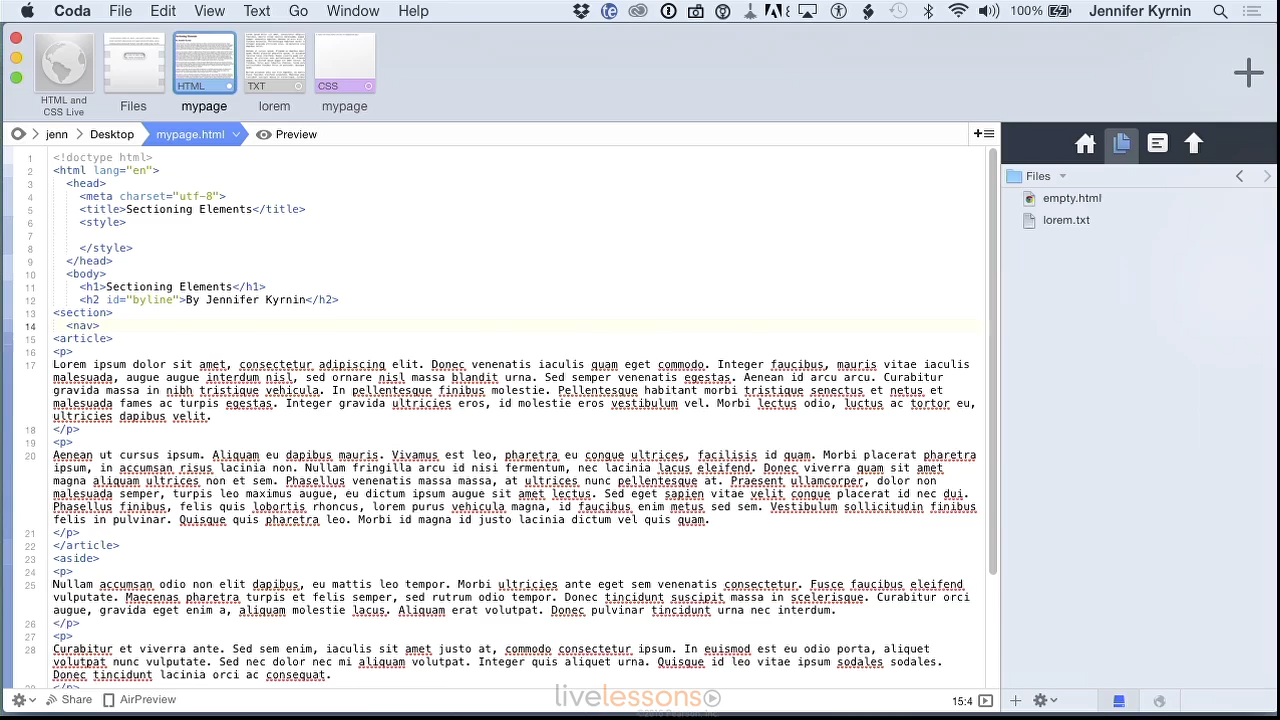 Coda File Edit View Text Go Window Help 100% Jennifer Kyrnin
HTML TXT CSS
HTML and
CSS Live
Files mypage lorem mypage
jenn Desktop mypage.html Preview
Files
empty.html
lorem.txt
1 <!doctype html>
2 <html lang="en">
3 <head>
4 <meta charset="utf-8">
5 <title>Sectioning Elements</title>
6 <style>
7
8 </style>
9 </head>
10 <body>
11 <h1>Sectioning Elements</h1>
12 <h2 id="byline">By Jennifer Kyrnin</h2>
13 <section>
14 <nav>
15 <article>
16 <p>
17 Lorem ipsum dolor sit amet, consectetur adipiscing elit. Donec venenatis iaculis quam eget commodo. Integer faucibus, mauris vitae iaculis
malesuada, augue augue interdum nisl, sed ornare nisl massa blandit urna. Sed semper venenatis egestas. Aenean id arcu arcu. Curabitur
gravida massa in nibh tristique vehicula. In pellentesque finibus molestie. Pellentesque habitant morbi tristique senectus et netus et
malesuada fames ac turpis egestas. Integer gravida ultricies eros, id molestie eros vestibulum vel. Morbi lectus odio, luctus ac tortor eu,
ultricies dapibus velit.
18 </p>
19 <p>
20 Aenean ut cursus ipsum. Aliquam eu dapibus mauris. Vivamus est leo, pharetra eu congue ultrices, facilisis id quam. Morbi placerat pharetra
ipsum, in accumsan risus lacinia non. Nullam fringilla arcu id nisi fermentum, nec lacinia lacus eleifend. Donec viverra quam sit amet
magna aliquam ultrices non et sem. Phasellus venenatis massa massa, at ultrices nunc pellentesque at. Praesent ullamcorper, dolor non
malesuada semper, turpis leo maximus augue, eu dictum ipsum augue sit amet lectus. Sed eget sapien vitae velit congue placerat id nec dui.
Phasellus finibus, felis quis lobortis rhoncus, lorem purus vehicula magna, id faucibus enim metus sed sem. Vestibulum sollicitudin finibus
felis in pulvinar. Quisque quis pharetra leo. Morbi id magna id justo lacinia dictum vel quis quam.
21 </p>
22 </article>
23 <aside>
24 <p>
25 Nullam accumsan odio non elit dapibus, eu mattis leo tempor. Morbi ultricies ante eget sem venenatis consectetur. Fusce faucibus eleifend
vulputate. Maecenas pharetra turpis et felis semper, sed rutrum odio tempor. Donec tincidunt suscipit massa in scelerisque. Curabitur orci
augue, gravida eget enim a, aliquam molestie lacus. Aliquam erat volutpat. Donec pulvinar tincidunt urna nec interdum.
26 </p>
27 <p>
28 Curabitur et viverra ante. Sed sem enim, iaculis sit amet justo at, commodo consectetur ipsum. In euismod est eu odio porta, aliquet
volutpat nunc vulputate. Sed nec dolor nec mi aliquam volutpat. Integer quis aliquet urna. Quisque id leo vitae ipsum sodales sodales.
Donec tincidunt lacinia orci ac consequat.
Share AirPreview livelessons 15:4